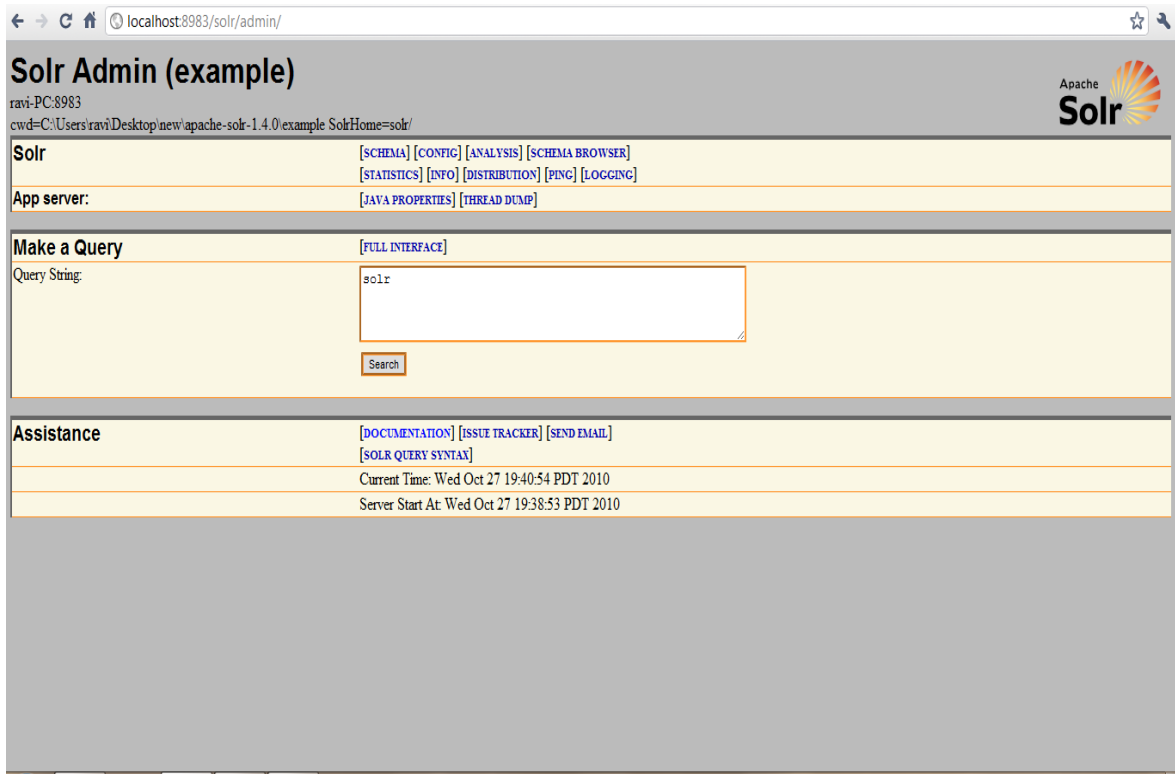 localhost:8983/solr/admin/
Solr Admin (example)
ravi-PC:8983
cwd=C:\Users\ravi\Desktop\new\apache-solr-1.4.0\example SolrHome=solr/
Apache
Solr
Solr
[SCHEMA] [CONFIG] [ANALYSIS] [SCHEMA BROWSER]
[STATISTICS] [INFO] [DISTRIBUTION] [PING] [LOGGING]
App server:
[JAVA PROPERTIES] [THREAD DUMP]
Make a Query
[FULL INTERFACE]
Query String:
solr
Search
Assistance
[DOCUMENTATION] [ISSUE TRACKER] [SEND EMAIL]
[SOLR QUERY SYNTAX]
Current Time: Wed Oct 27 19:40:54 PDT 2010
Server Start At: Wed Oct 27 19:38:53 PDT 2010